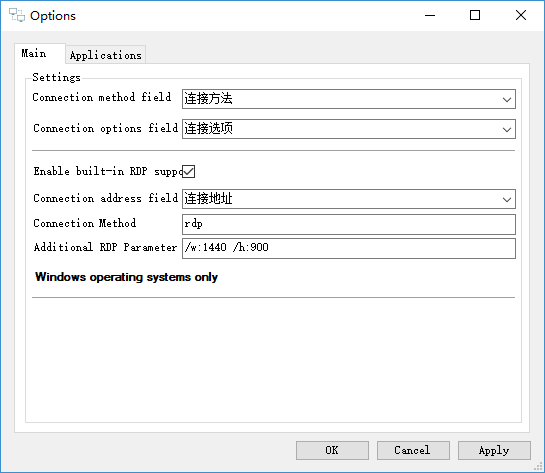 Options
Main Applications
Settings
Connection method field 连接方法
Connection options field 连接选项
Enable built-in RDP suppo
Connection address field 连接地址
Connection Method rdp
Additional RDP Parameter /w:1440 /h:900
Windows operating systems only
OK Cancel Apply